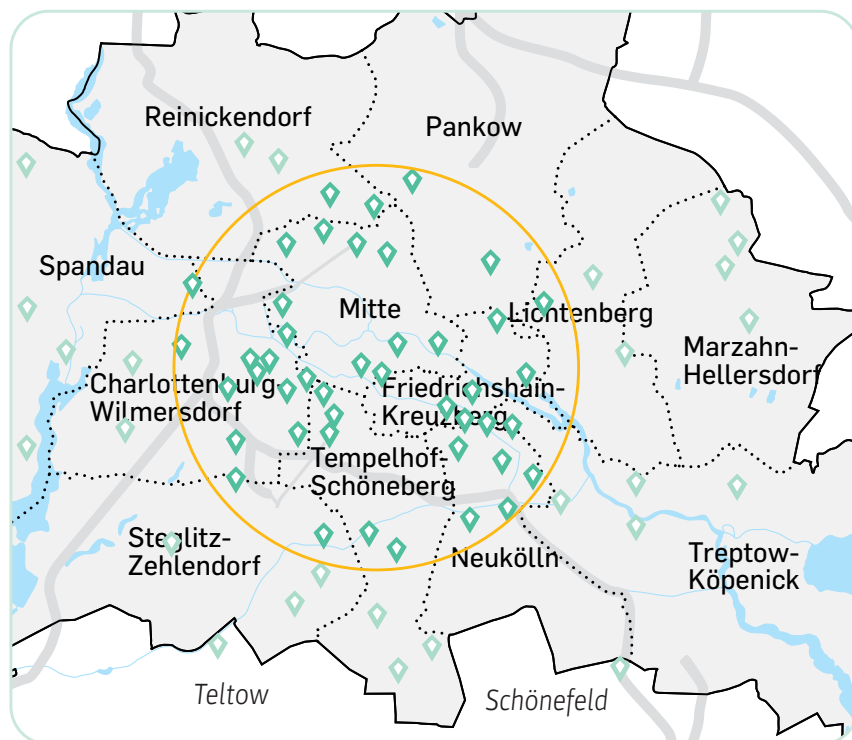 Reinickendorf
Pankow
Spandau
Mitte
Lichtenberg
Marzahn-
Hellersdorf
Charlottenburg-
Wilmersdorf
Friedrichshain-
Kreuzberg
Tempelhof-
Schöneberg
Steglitz-
Zehlendorf
Neukölln
Treptow-
Köpenick
Teltow
Schönefeld